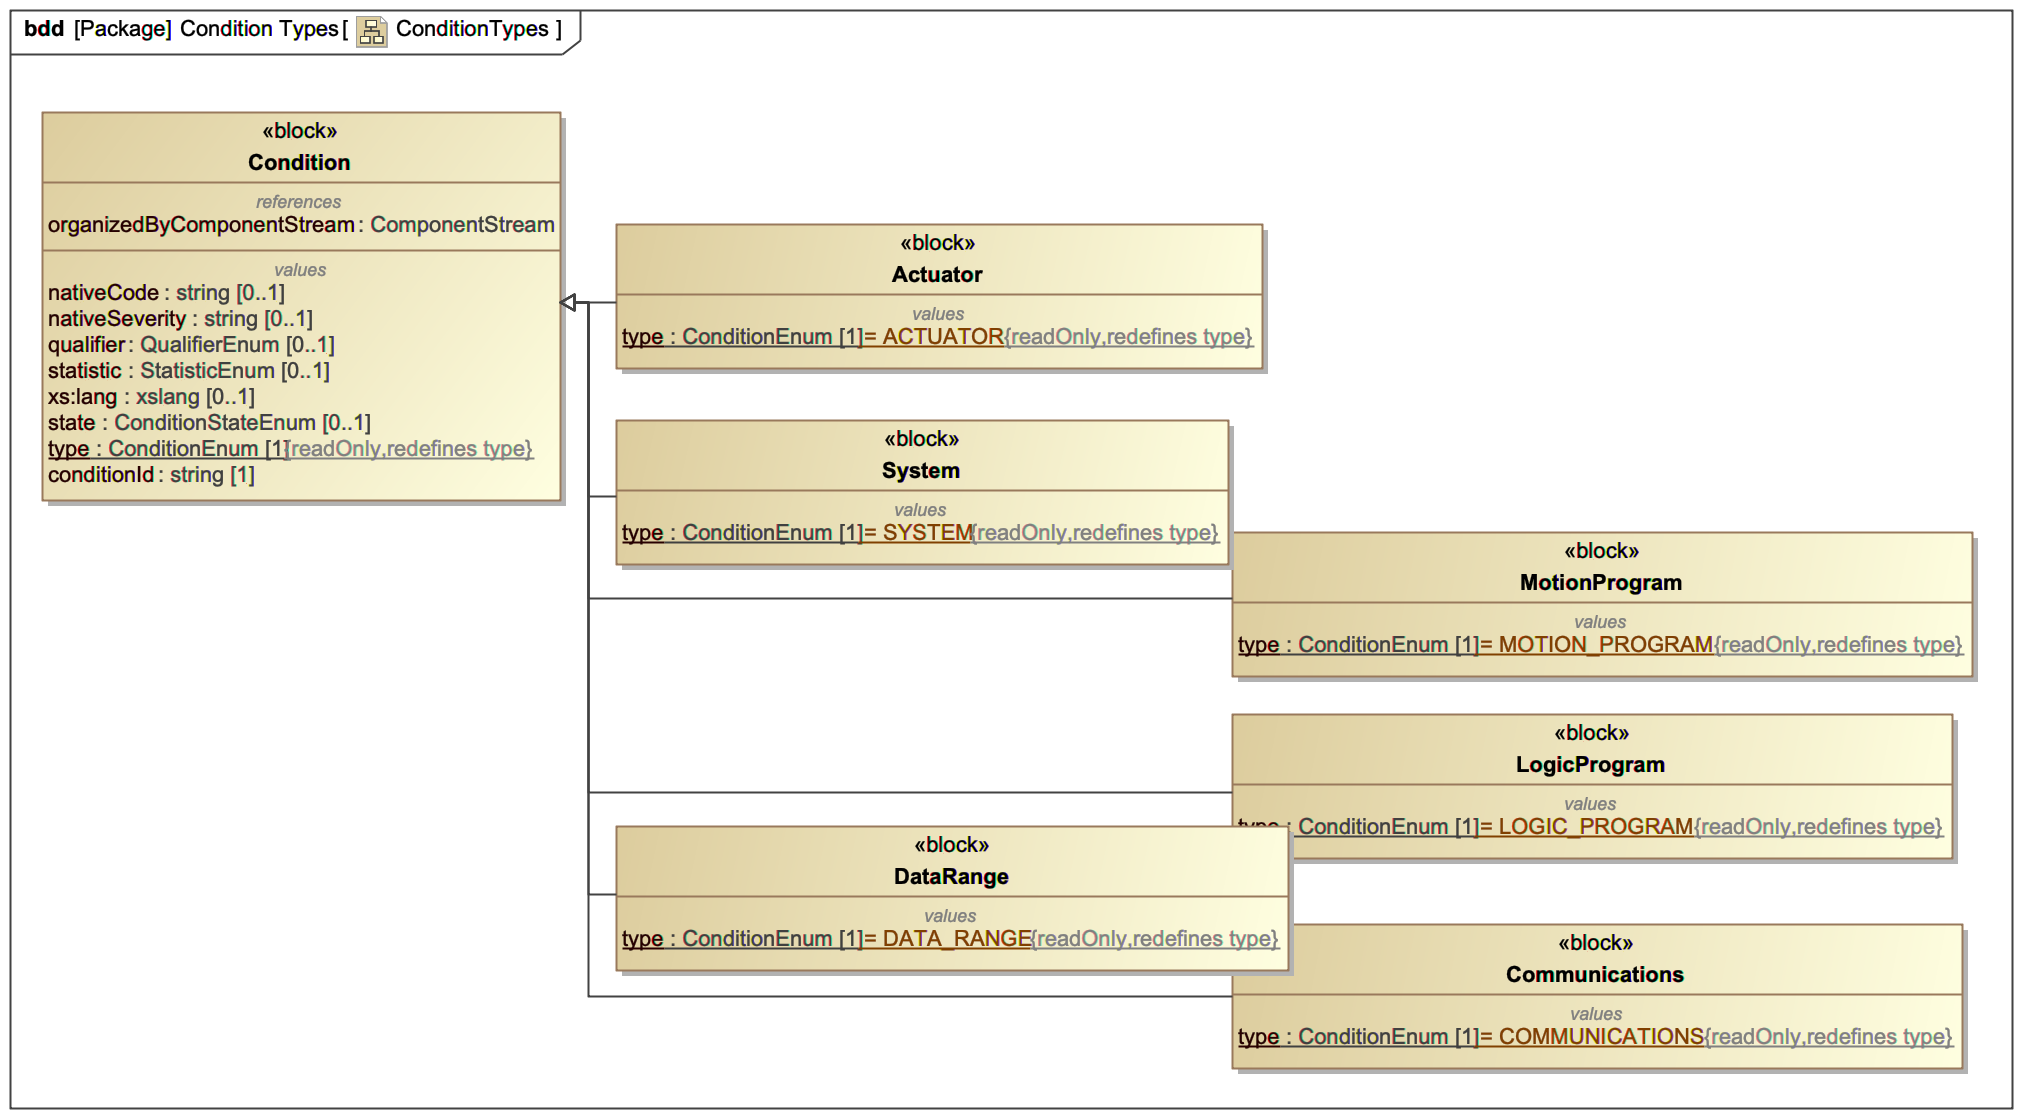 bdd [Package] Condition Types[ ConditionTypes ]
«block»
Condition
references
organizedByComponentStream : ComponentStream
values
nativeCode : string [0..1]
nativeSeverity : string [0..1]
qualifier : QualifierEnum [0..1]
statistic : StatisticEnum [0..1]
xs:lang : xslang [0..1]
state : ConditionStateEnum [0..1]
type : ConditionEnum [1]{readOnly,redefines type}
conditionId : string [1]
«block»
Actuator
values
type : ConditionEnum [1]= ACTUATOR{readOnly,redefines type}
«block»
System
values
type : ConditionEnum [1]= SYSTEM{readOnly,redefines type}
«block»
MotionProgram
values
type : ConditionEnum [1]= MOTION_PROGRAM{readOnly,redefines type}
«block»
LogicProgram
values
type : ConditionEnum [1]= LOGIC_PROGRAM{readOnly,redefines type}
«block»
DataRange
values
type : ConditionEnum [1]= DATA_RANGE{readOnly,redefines type}
«block»
Communications
values
type : ConditionEnum [1]= COMMUNICATIONS{readOnly,redefines type}